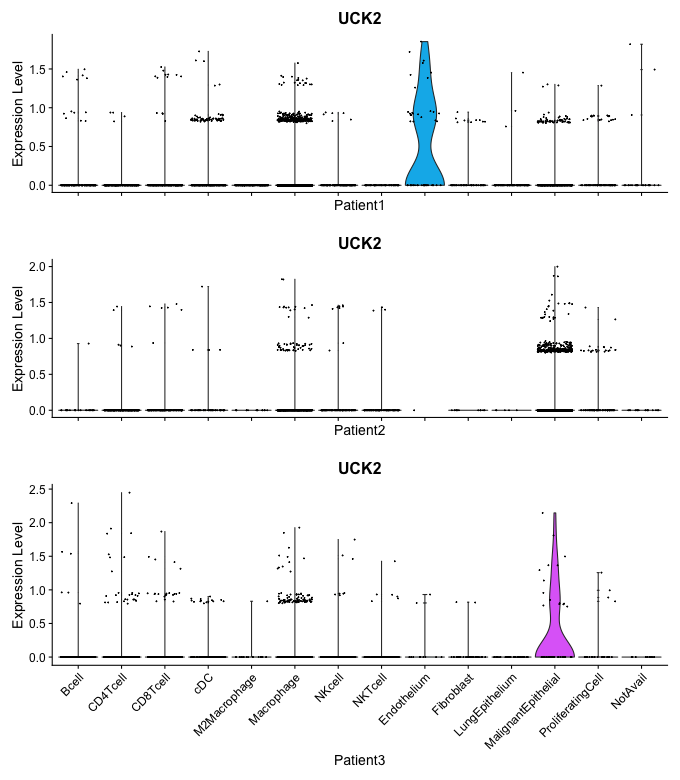 UCK2
Expression Level
1.5
1.0
0.5
0.0
Patient1
UCK2
Expression Level
2.0
1.5
1.0
0.5
0.0
Patient2
UCK2
Expression Level
2.5
2.0
1.5
1.0
0.5
0.0
Bcell
CD4Tcell
CD8Tcell
cDC
M2Macrophage
Macrophage
NKcell
NKTcell
Endothelium
Fibroblast
LungEpithelium
MalignantEpithelial
ProliferatingCell
NotAvail
Patient3